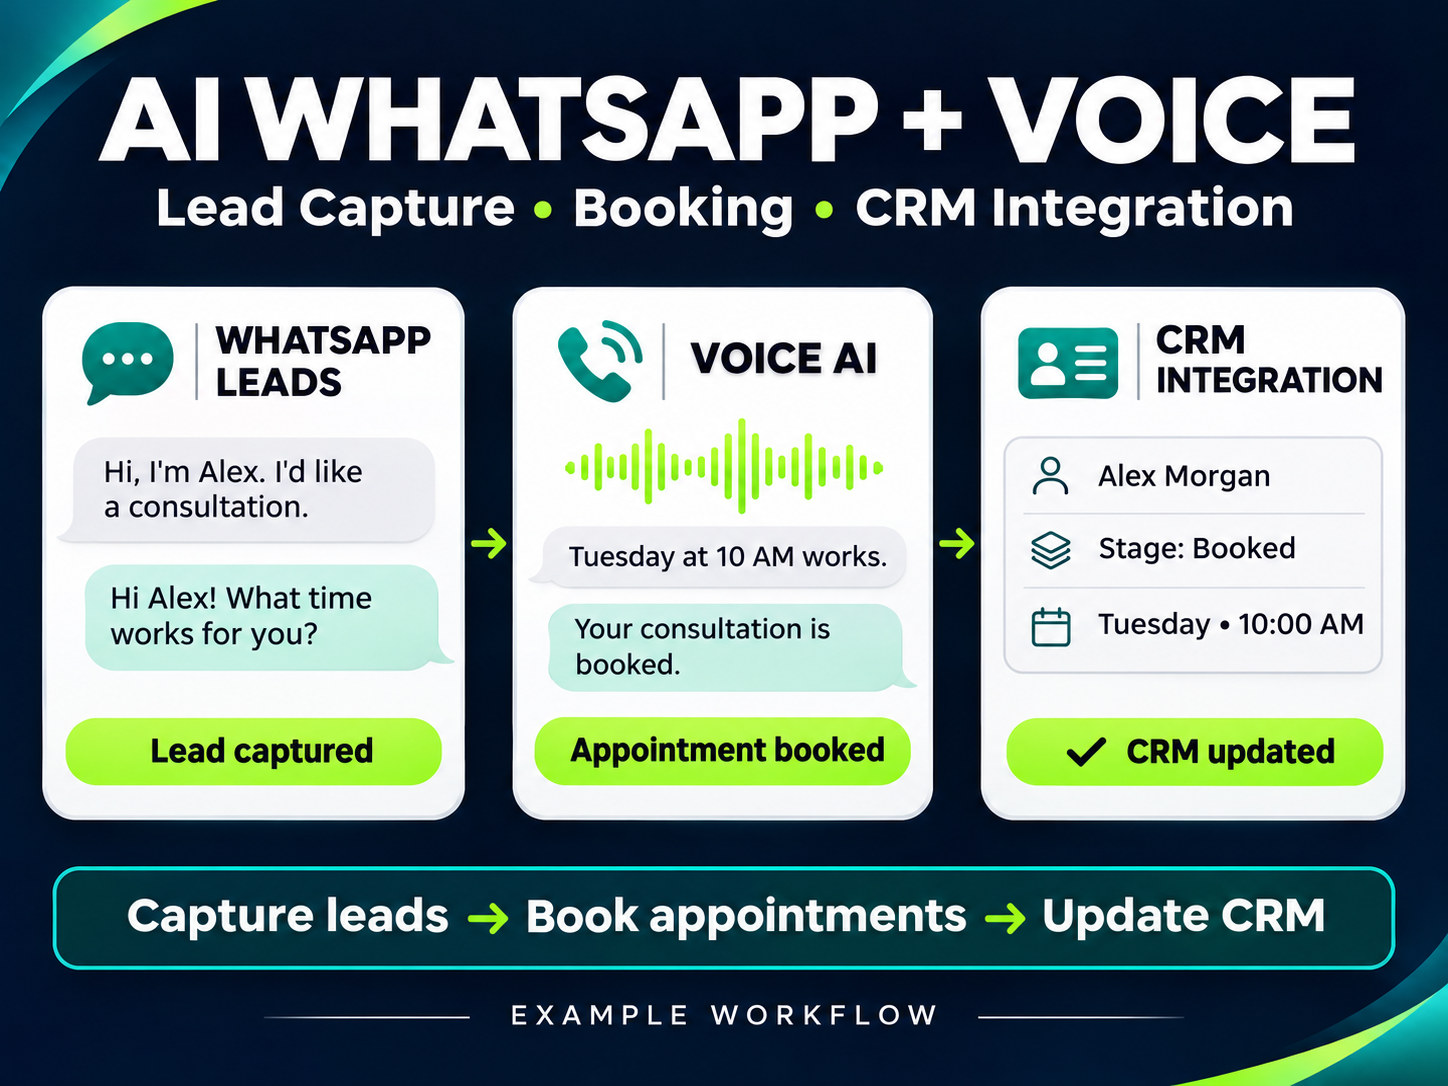 AI WHATSAPP + VOICE
Lead Capture • Booking • CRM Integration
WHATSAPP
LEADS
Hi, I'm Alex. I'd like
a consultation.
Hi Alex! What time
works for you?
Lead captured
VOICE AI
Tuesday at 10 AM works.
Your consultation is
booked.
Appointment booked
CRM
INTEGRATION
Alex Morgan
Stage: Booked
Tuesday • 10:00 AM
CRM updated
Capture leads → Book appointments → Update CRM
EXAMPLE WORKFLOW